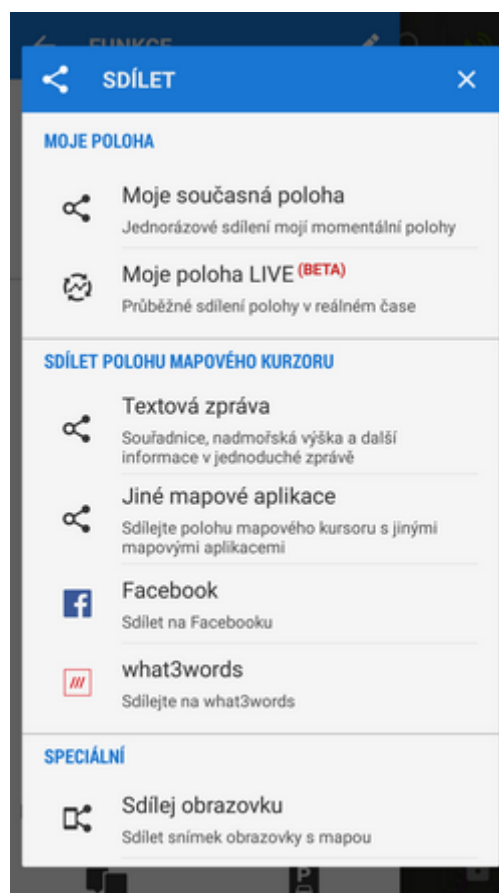 FUNKCE
SDÍLET
MOJE POLOHA
Moje současná poloha
Jednorázové sdílení mojí momentální polohy
Moje poloha LIVE (BETA)
Průběžné sdílení polohy v reálném čase
SDÍLET POLOHU MAPOVÉHO KURZORU
Textová zpráva
Souřadnice, nadmořská výška a další
informace v jednoduché zprávě
Jiné mapové aplikace
Sdílejte polohu mapového kursoru s jinými
mapovými aplikacemi
Facebook
Sdílet na Facebooku
what3words
Sdílejte na what3words
SPECIÁLNÍ
Sdílej obrazovku
Sdílet snímek obrazovky s mapou
P